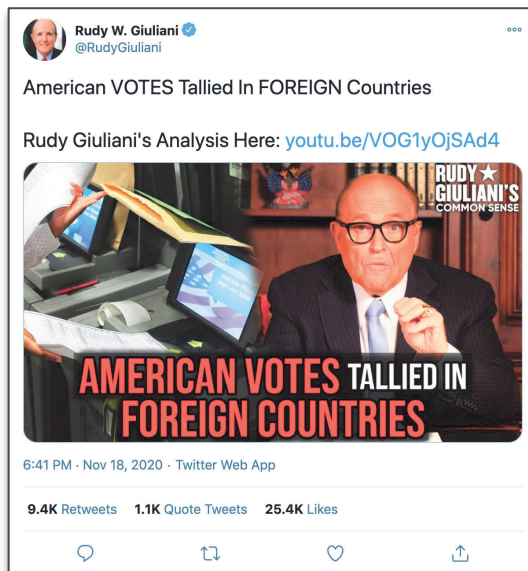 Rudy W. Giuliani
@RudyGiuliani
American VOTES Tallied In FOREIGN Countries
Rudy Giuliani's Analysis Here: youtu.be/VOG1yOjSAd4
RUDY
GIULIANI'S
COMMON SENSE
AMERICAN VOTES TALLIED IN
FOREIGN COUNTRIES
6:41 PM · Nov 18, 2020 · Twitter Web App
9.4K Retweets 1.1K Quote Tweets 25.4K Likes